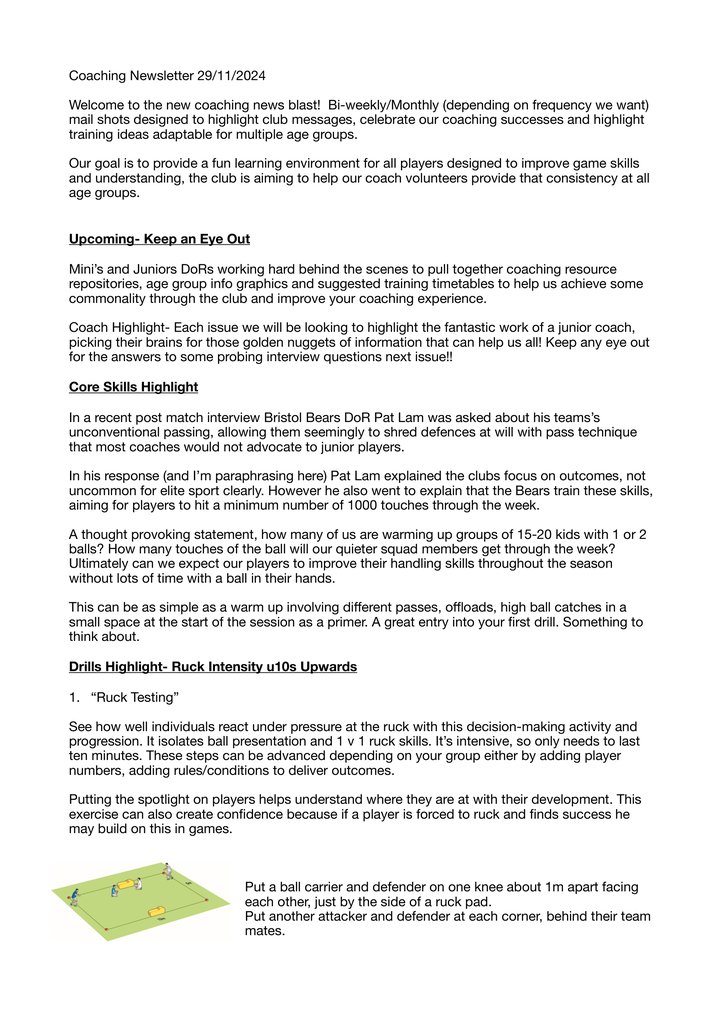 Coaching Newsletter 29/11/2024
Welcome to the new coaching news blast!  Bi-weekly/Monthly (depending on frequency we want)
mail shots designed to highlight club messages, celebrate our coaching successes and highlight
training ideas adaptable for multiple age groups.
Our goal is to provide a fun learning environment for all players designed to improve game skills
and understanding, the club is aiming to help our coach volunteers provide that consistency at all
age groups.
Upcoming- Keep an Eye Out
Mini’s and Juniors DoRs working hard behind the scenes to pull together coaching resource
repositories, age group info graphics and suggested training timetables to help us achieve some
commonality through the club and improve your coaching experience.
Coach Highlight- Each issue we will be looking to highlight the fantastic work of a junior coach,
picking their brains for those golden nuggets of information that can help us all! Keep any eye out
for the answers to some probing interview questions next issue!!
Core Skills Highlight
In a recent post match interview Bristol Bears DoR Pat Lam was asked about his teams’s
unconventional passing, allowing them seemingly to shred defences at will with pass technique
that most coaches would not advocate to junior players.
In his response (and I’m paraphrasing here) Pat Lam explained the clubs focus on outcomes, not
uncommon for elite sport clearly. However he also went to explain that the Bears train these skills,
aiming for players to hit a minimum number of 1000 touches through the week.
A thought provoking statement, how many of us are warming up groups of 15-20 kids with 1 or 2
balls? How many touches of the ball will our quieter squad members get through the week?
Ultimately can we expect our players to improve their handling skills throughout the season
without lots of time with a ball in their hands.
This can be as simple as a warm up involving different passes, offloads, high ball catches in a
small space at the start of the session as a primer. A great entry into your first drill. Something to
think about.
Drills Highlight- Ruck Intensity u10s Upwards
1. “Ruck Testing”
See how well individuals react under pressure at the ruck with this decision-making activity and
progression. It isolates ball presentation and 1 v 1 ruck skills. It’s intensive, so only needs to last
ten minutes. These steps can be advanced depending on your group either by adding player
numbers, adding rules/conditions to deliver outcomes.
Putting the spotlight on players helps understand where they are at with their development. This
exercise can also create confidence because if a player is forced to ruck and finds success he
may build on this in games.
Put a ball carrier and defender on one knee about 1m apart facing
each other, just by the side of a ruck pad.
Put another attacker and defender at each corner, behind their team
mates.